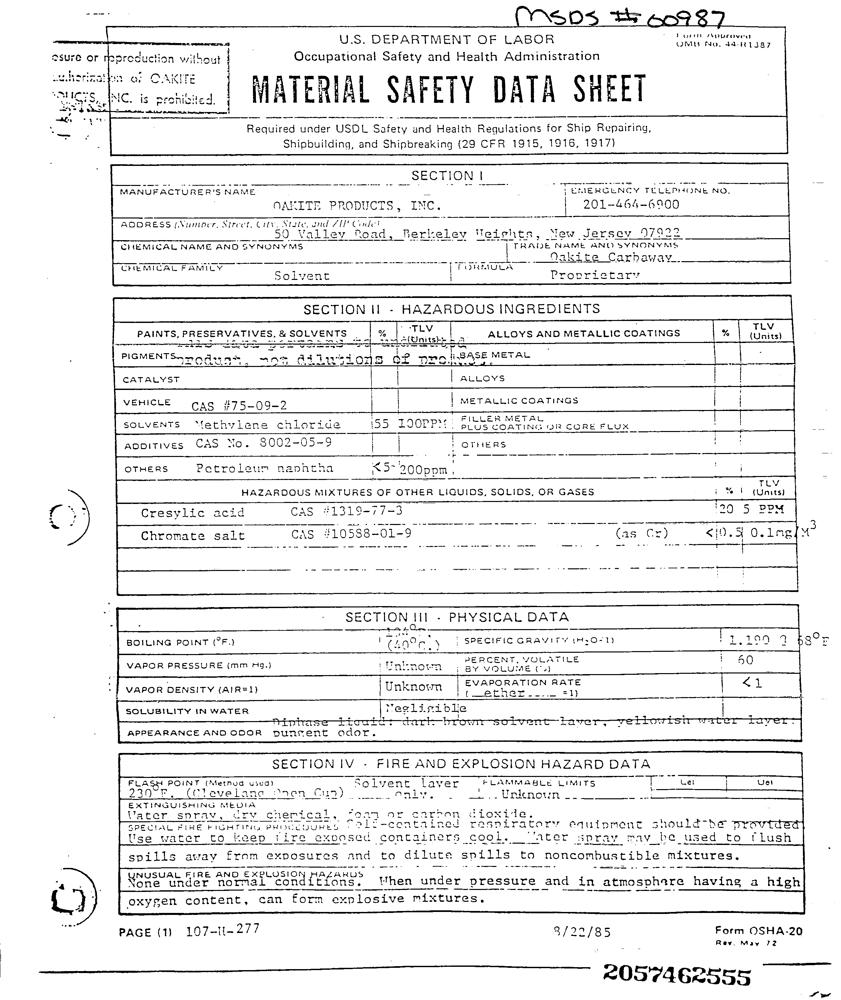 MSDS #60987
U.S. DEPARTMENT OF LABOR
Occupational Safety and Health Administration
Form Approved
OMB No. 44-R1387
osure or reproduction without
authorization of OAKITE
INC. is prohibited.
MATERIAL SAFETY DATA SHEET
Required under USDL Safety and Health Regulations for Ship Repairing,
Shipbuilding, and Shipbreaking (29 CFR 1915, 1916, 1917)
SECTION I
MANUFACTURER'S NAME
OAKITE PRODUCTS, INC.
EMERGENCY TELEPHONE NO.
201-464-6900
ADDRESS (Number, Street, City, State, and ZIP Code)
50 Valley Road, Berkeley Heights, New Jersey 07922
CHEMICAL NAME AND SYNONYMS
TRADE NAME AND SYNONYMS
Oakite Carbaway
CHEMICAL FAMILY
Solvent
FORMULA
Proprietary
SECTION II - HAZARDOUS INGREDIENTS
PAINTS, PRESERVATIVES, & SOLVENTS % TLV (Units) ALLOYS AND METALLIC COATINGS % TLV (Units)
PIGMENTS product, not dilutions of BASE METAL
CATALYST ALLOYS
VEHICLE CAS #75-09-2 METALLIC COATINGS
SOLVENTS Methylene chloride 55 100PPM FILLER METAL PLUS COATING OR CORE FLUX
ADDITIVES CAS No. 8002-05-9 OTHERS
OTHERS Petroleum naphtha <5 200ppm
HAZARDOUS MIXTURES OF OTHER LIQUIDS, SOLIDS, OR GASES % TLV (Units)
Cresylic acid CAS #1319-77-3 20 5 PPM
Chromate salt CAS #10588-01-9 (as Cr) <0.5 0.1mg/M³
SECTION III - PHYSICAL DATA
BOILING POINT (°F.) (40°C.) SPECIFIC GRAVITY (H₂O=1) 1.190 @ 68°F
VAPOR PRESSURE (mm Hg.) Unknown PERCENT, VOLATILE BY VOLUME (%) 60
VAPOR DENSITY (AIR=1) Unknown EVAPORATION RATE (ether =1) <1
SOLUBILITY IN WATER Negligible
Diphase liquid: dark brown solvent layer, yellowish water layer:
APPEARANCE AND ODOR pungent odor.
SECTION IV - FIRE AND EXPLOSION HAZARD DATA
FLASH POINT (Method used) Solvent layer FLAMMABLE LIMITS Lel Uel
230°F. (Cleveland Open Cup) only. Unknown
EXTINGUISHING MEDIA
Water spray, dry chemical, foam or carbon dioxide.
SPECIAL FIRE FIGHTING PROCEDURES Self-contained respiratory equipment should be provided
Use water to keep fire exposed containers cool. Water spray may be used to flush
spills away from exposures and to dilute spills to noncombustible mixtures.
UNUSUAL FIRE AND EXPLOSION HAZARDS
None under normal conditions. When under pressure and in atmosphere having a high
oxygen content, can form explosive mixtures.
PAGE (1) 107-H-277
8/22/85
Form OSHA-20
Rev. May 72
2057462555